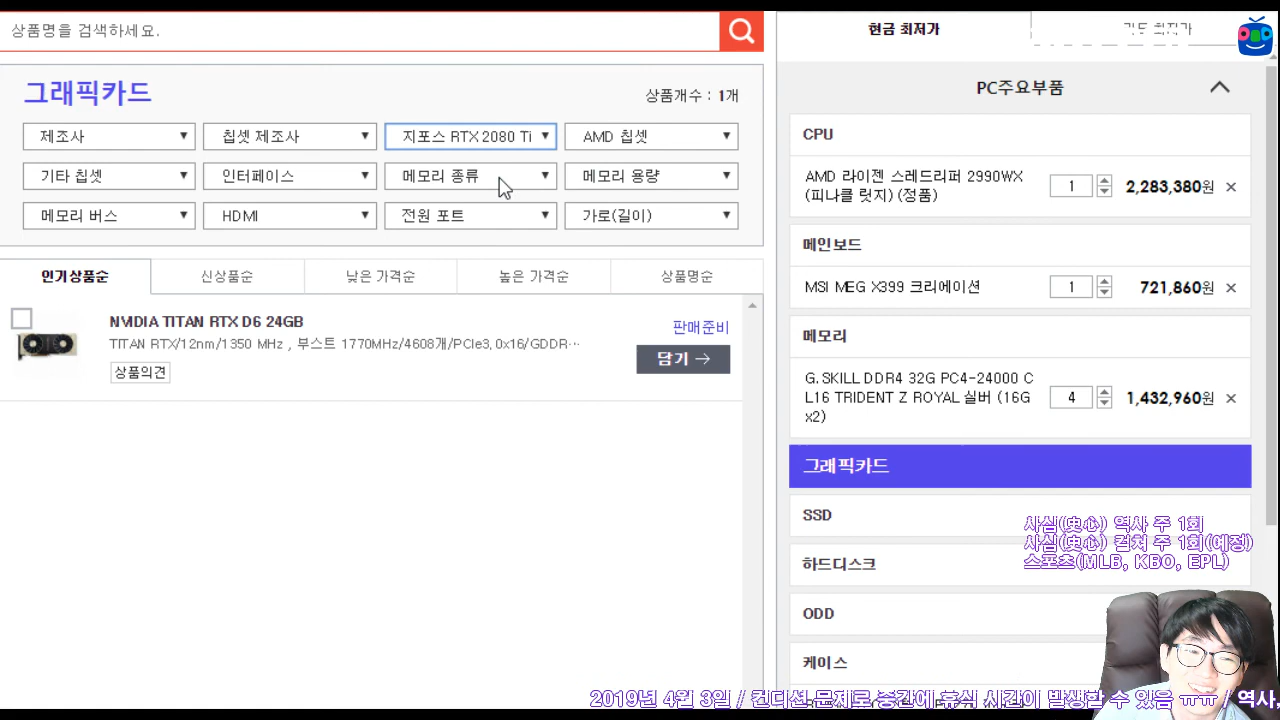 상품명을 검색하세요.
그래픽카드
상품개수 : 1개
제조사
칩셋 제조사
지포스 RTX 2080 Ti
AMD 칩셋
기타 칩셋
인터페이스
메모리 종류
메모리 용량
메모리 버스
HDMI
전원 포트
가로(길이)
인기상품순
신상품순
낮은 가격순
높은 가격순
상품명순
NVIDIA TITAN RTX D6 24GB
TITAN RTX/12nm/1350 MHz , 부스트 1770MHz/4608개/PCIe3.0x16/GDDR···
상품의견
판매준비
담기 →
현금 최저가
카드 최저가
PC주요부품
CPU
AMD 라이젠 스레드리퍼 2990WX
(피나클 릿지) (정품)
1
2,283,380원
메인보드
MSI MEG X399 크리에이션
1
721,860원
메모리
G.SKILL DDR4 32G PC4-24000 C
L16 TRIDENT Z ROYAL 실버 (16G
x2)
4
1,432,960원
그래픽카드
SSD
하드디스크
ODD
케이스
사심(史心) 역사 주 1회
사심(史心) 컬처 주 1회(예정)
스포츠(MLB, KBO, EPL)
2019년 4월 3일 / 컨디션 문제로 중간에 휴식 시간이 발생할 수 있음 ㅠㅠ / 역사,